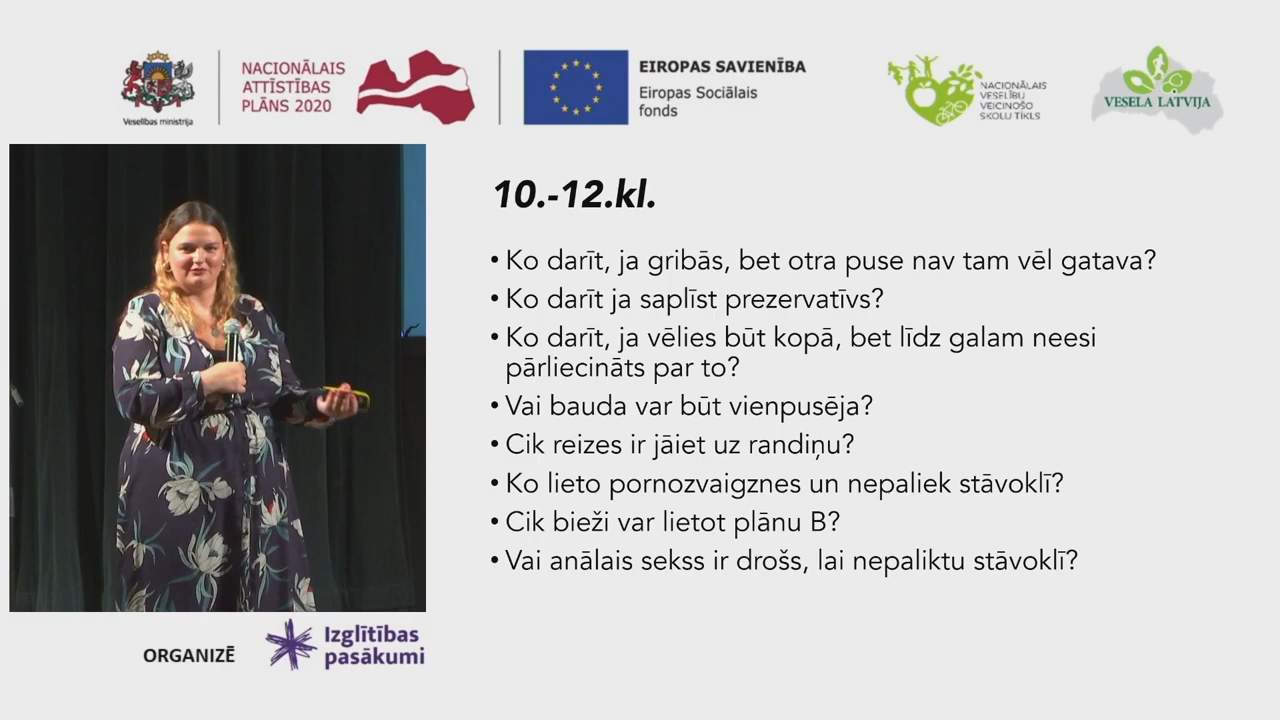 Veselības ministrija
NACIONĀLAIS
ATTĪSTĪBAS
PLĀNS 2020
EIROPAS SAVIENĪBA
Eiropas Sociālais
fonds
NACIONĀLAIS
VESELĪBU
VEICINOŠO
SKOLU TĪKLS
VESELA LATVIJA
10.-12.kl.
• Ko darīt, ja gribās, bet otra puse nav tam vēl gatava?
• Ko darīt ja saplīst prezervatīvs?
• Ko darīt, ja vēlies būt kopā, bet līdz galam neesi
pārliecināts par to?
• Vai bauda var būt vienpusēja?
• Cik reizes ir jāiet uz randiņu?
• Ko lieto pornozvaigznes un nepaliek stāvoklī?
• Cik bieži var lietot plānu B?
• Vai anālais sekss ir drošs, lai nepaliktu stāvoklī?
ORGANIZĒ
Izglītības
pasākumi